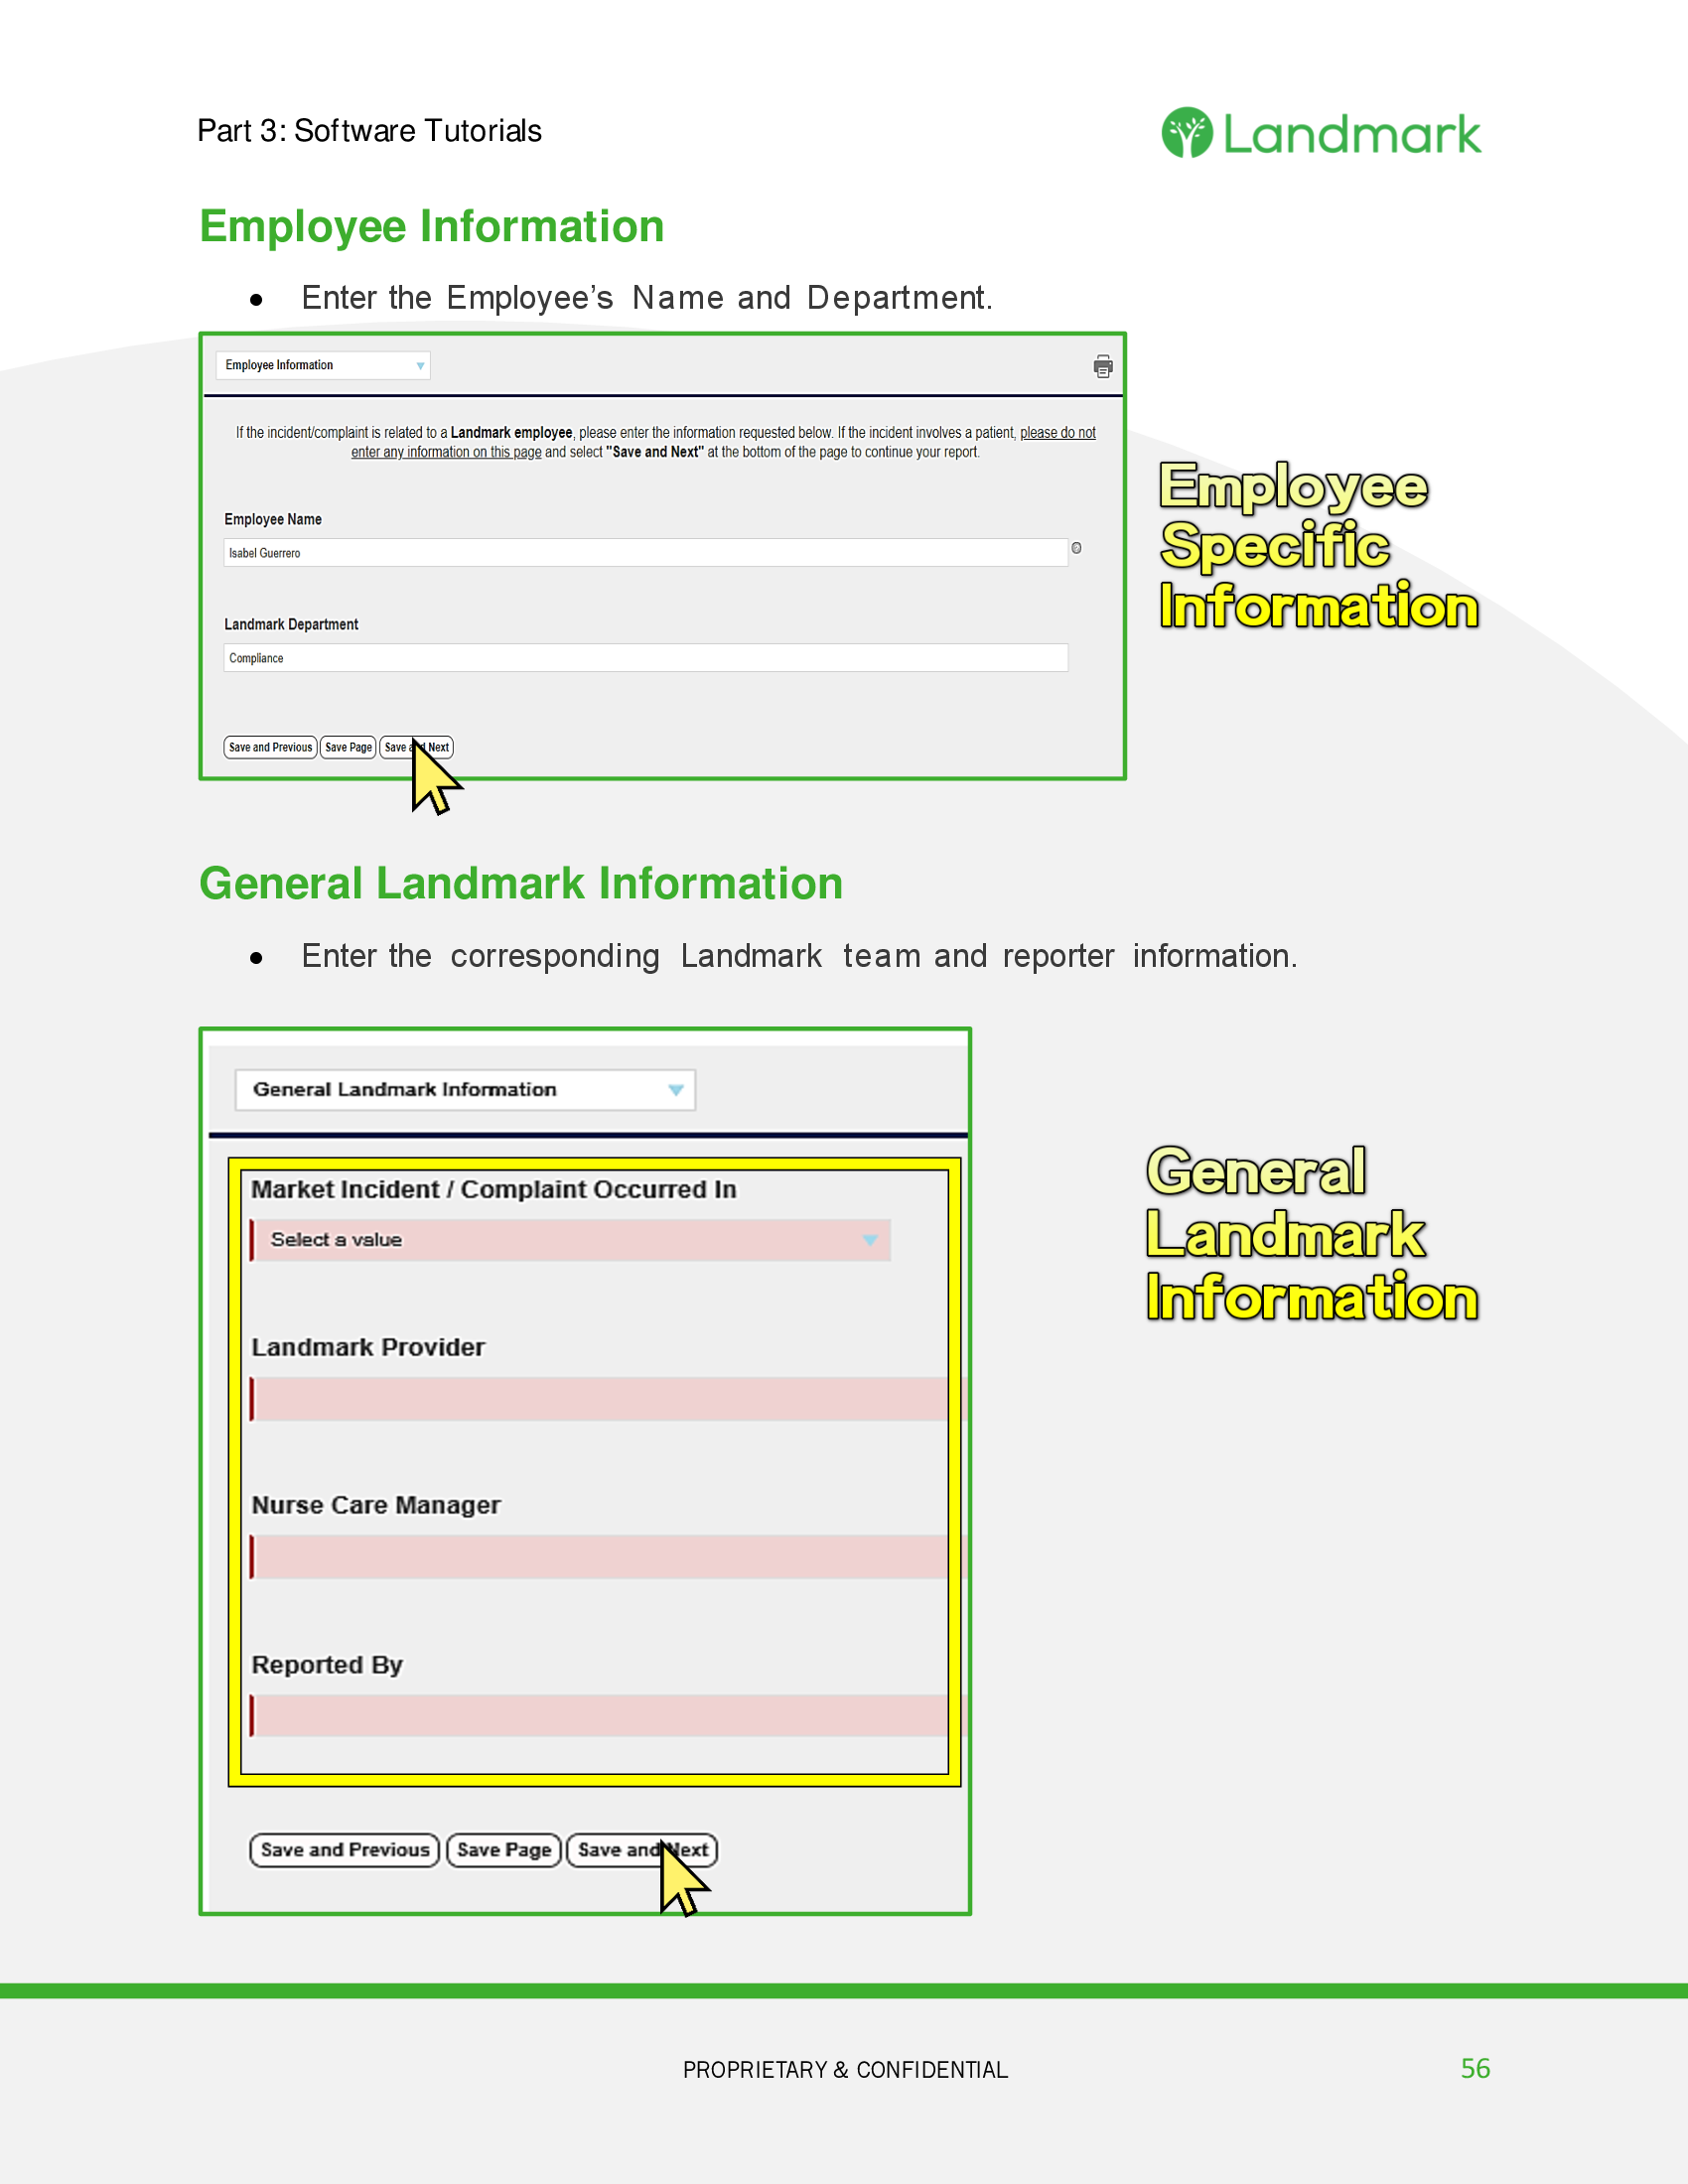 Part 3: Software Tutorials
Landmark
Employee Information
● Enter the Employee’s Name and Department.
Employee Information
If the incident/complaint is related to a Landmark employee, please enter the information requested below. If the incident involves a patient, please do not
enter any information on this page and select "Save and Next" at the bottom of the page to continue your report.
Employee
Specific
Information
Employee Name
Isabel Guerrero
Landmark Department
Compliance
Save and Previous Save Page Save and Next
General Landmark Information
● Enter the corresponding Landmark team and reporter information.
General Landmark Information
Market Incident / Complaint Occurred In
Select a value
General
Landmark
Information
Landmark Provider
Nurse Care Manager
Reported By
Save and Previous Save Page Save and Next
PROPRIETARY & CONFIDENTIAL
56